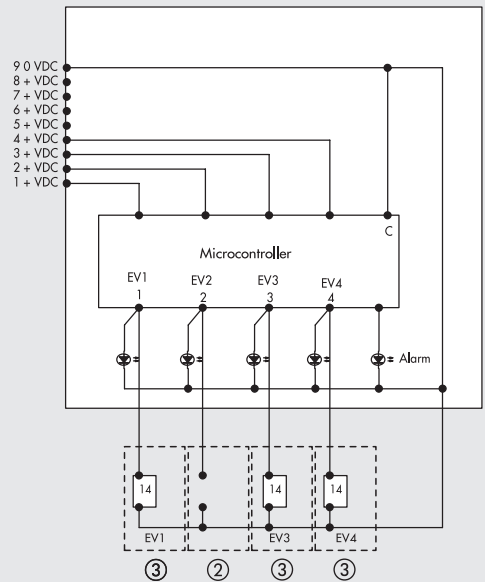 9 0 VDC
8 + VDC
7 + VDC
6 + VDC
5 + VDC
4 + VDC
3 + VDC
2 + VDC
1 + VDC
C
Microcontroller
EV1 EV2 EV3 EV4
1 2 3 4
Alarm
14 14 14
EV1 EV3 EV4
③ ② ③ ③